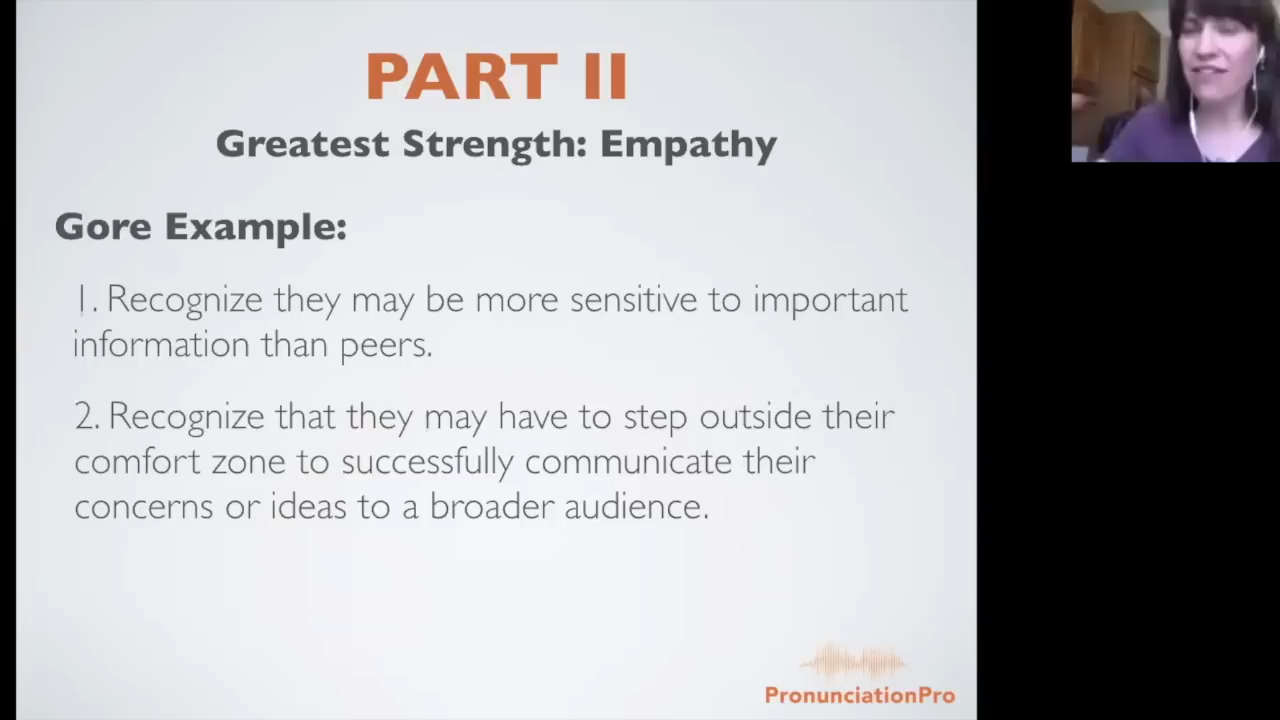 PART II
Greatest Strength: Empathy
Gore Example:
1. Recognize they may be more sensitive to important
information than peers.
2. Recognize that they may have to step outside their
comfort zone to successfully communicate their
concerns or ideas to a broader audience.
PronunciationPro